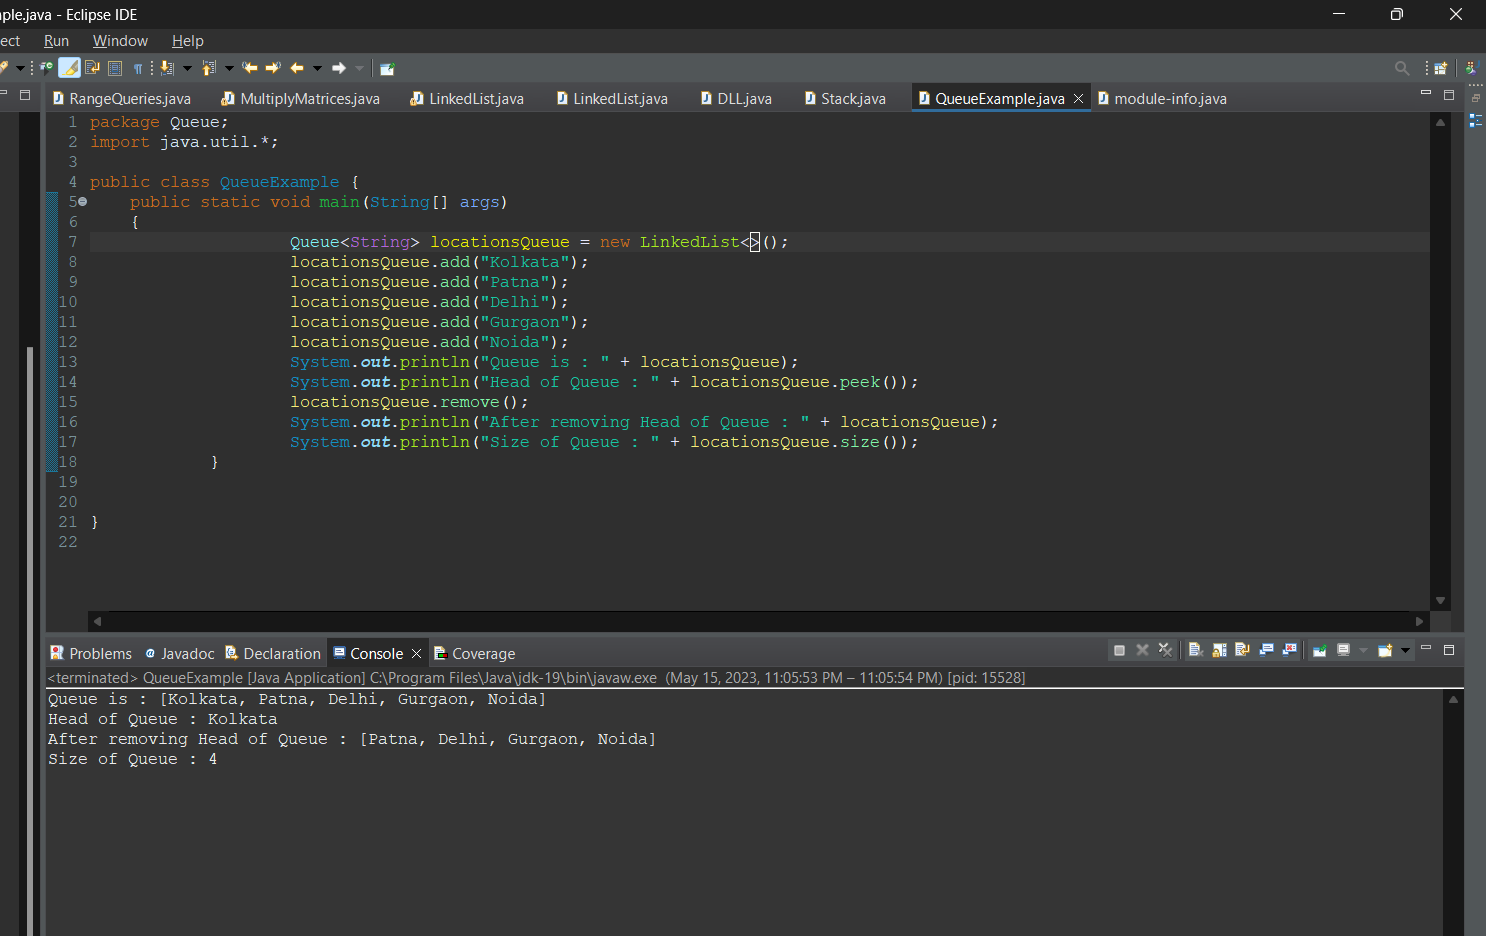 ple.java - Eclipse IDE
ect Run Window Help
RangeQueries.java MultiplyMatrices.java LinkedList.java LinkedList.java DLL.java Stack.java QueueExample.java module-info.java
1 package Queue;
2 import java.util.*;
3
4 public class QueueExample {
5 public static void main(String[] args)
6 {
7 Queue<String> locationsQueue = new LinkedList<>();
8 locationsQueue.add("Kolkata");
9 locationsQueue.add("Patna");
10 locationsQueue.add("Delhi");
11 locationsQueue.add("Gurgaon");
12 locationsQueue.add("Noida");
13 System.out.println("Queue is : " + locationsQueue);
14 System.out.println("Head of Queue : " + locationsQueue.peek());
15 locationsQueue.remove();
16 System.out.println("After removing Head of Queue : " + locationsQueue);
17 System.out.println("Size of Queue : " + locationsQueue.size());
18 }
19
20
21 }
22
Problems Javadoc Declaration Console Coverage
<terminated> QueueExample [Java Application] C:\Program Files\Java\jdk-19\bin\javaw.exe (May 15, 2023, 11:05:53 PM – 11:05:54 PM) [pid: 15528]
Queue is : [Kolkata, Patna, Delhi, Gurgaon, Noida]
Head of Queue : Kolkata
After removing Head of Queue : [Patna, Delhi, Gurgaon, Noida]
Size of Queue : 4